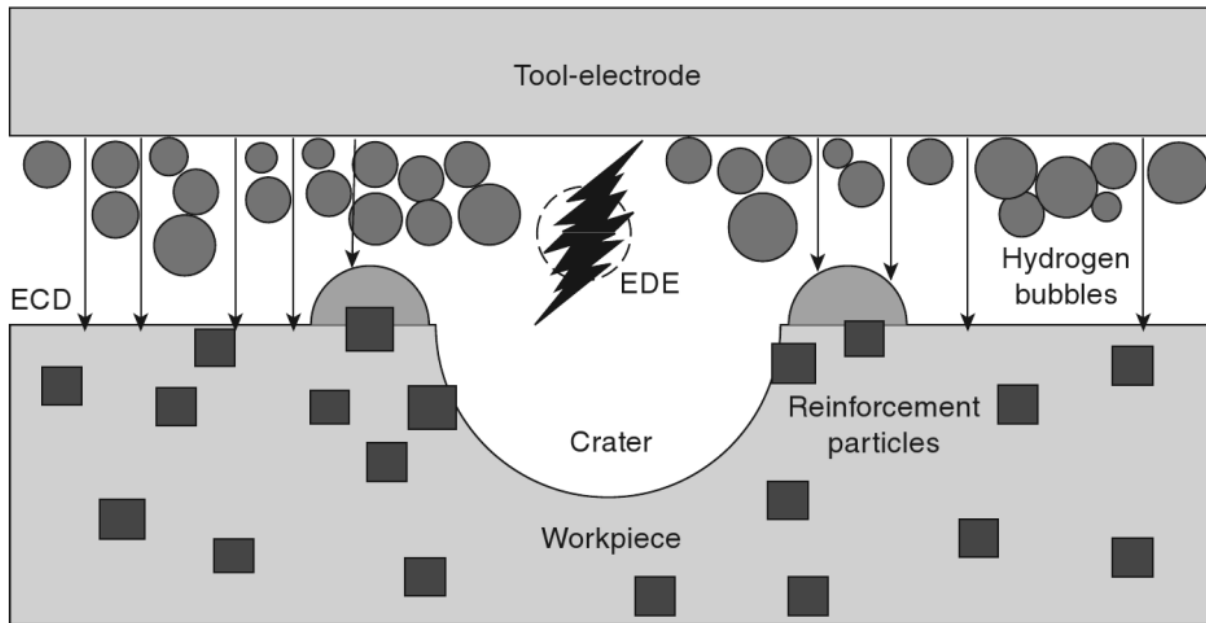 Tool-electrode
Hydrogen
bubbles
EDE
ECD
Reinforcement
particles
Crater
Workpiece